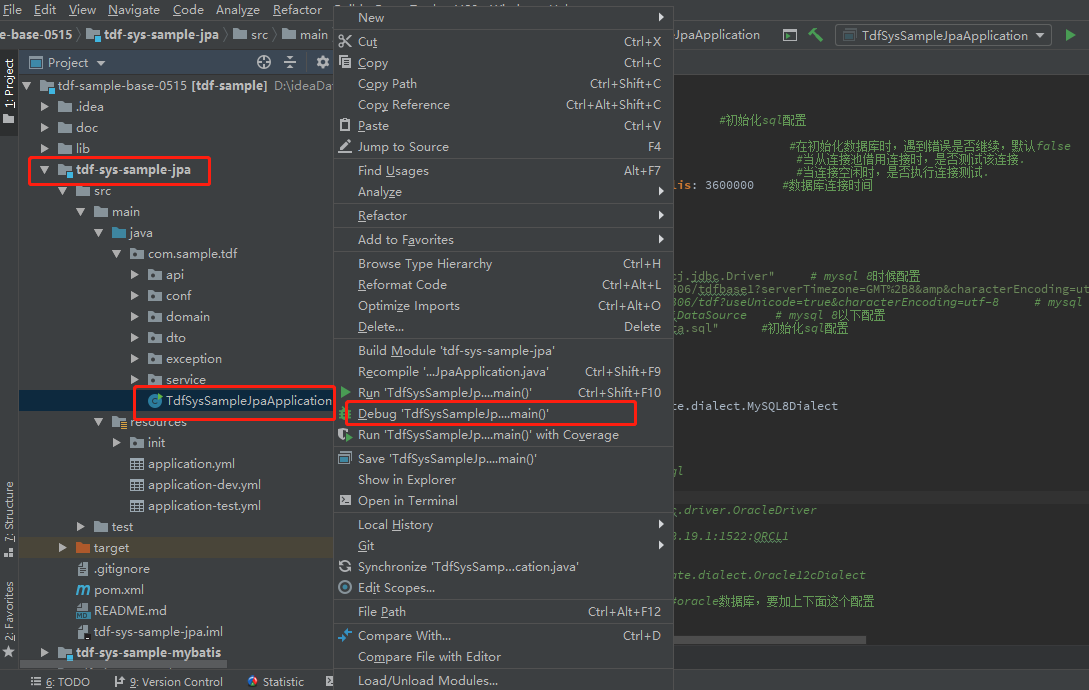 File Edit View Navigate Code Analyze Refactor
e-base-0515 tdf-sys-sample-jpa src main
JpaApplication TdfSysSampleJpaApplication
1: Project
Project
tdf-sample-base-0515 [tdf-sample] D:\ideaDat
.idea
doc
lib
tdf-sys-sample-jpa
src
main
java
com.sample.tdf
api
conf
domain
dto
exception
service
TdfSysSampleJpaApplication
resources
init
application.yml
application-dev.yml
application-test.yml
test
target
.gitignore
pom.xml
README.md
tdf-sys-sample-jpa.iml
tdf-sys-sample-mybatis
7: Structure
2: Favorites
New
Cut Ctrl+X
Copy Ctrl+C
Copy Path Ctrl+Shift+C
Copy Reference Ctrl+Alt+Shift+C
Paste Ctrl+V
Jump to Source F4
Find Usages Alt+F7
Analyze
Refactor
Add to Favorites
Browse Type Hierarchy Ctrl+H
Reformat Code Ctrl+Alt+L
Optimize Imports Ctrl+Alt+O
Delete... Delete
Build Module 'tdf-sys-sample-jpa'
Recompile '...JpaApplication.java' Ctrl+Shift+F9
Run 'TdfSysSampleJp....main()' Ctrl+Shift+F10
Debug 'TdfSysSampleJp....main()'
Run 'TdfSysSampleJp....main()' with Coverage
Save 'TdfSysSampleJp....main()'
Show in Explorer
Open in Terminal
Local History
Git
Synchronize 'TdfSysSamp...cation.java'
Edit Scopes...
File Path Ctrl+Alt+F12
Compare With... Ctrl+D
Compare File with Editor
Load/Unload Modules...
#初始化sql配置
#在初始化数据库时，遇到错误是否继续，默认false
#当从连接池借用连接时，是否测试该连接.
#当连接空闲时，是否执行连接测试.
lis: 3600000 #数据库连接时间
cj.jdbc.Driver" # mysql 8时候配置
306/tdfbase1?serverTimezone=GMT%2B8&amp&characterEncoding=ut
306/tdf?useUnicode=true&characterEncoding=utf-8 # mysql
DataSource # mysql 8以下配置
ta.sql" #初始化sql配置
te.dialect.MySQL8Dialect
ql
c.driver.OracleDriver
8.19.1:1522:ORCL1
ate.dialect.Oracle12cDialect
#oracle数据库，要加上下面这个配置
6: TODO 9: Version Control Statistic